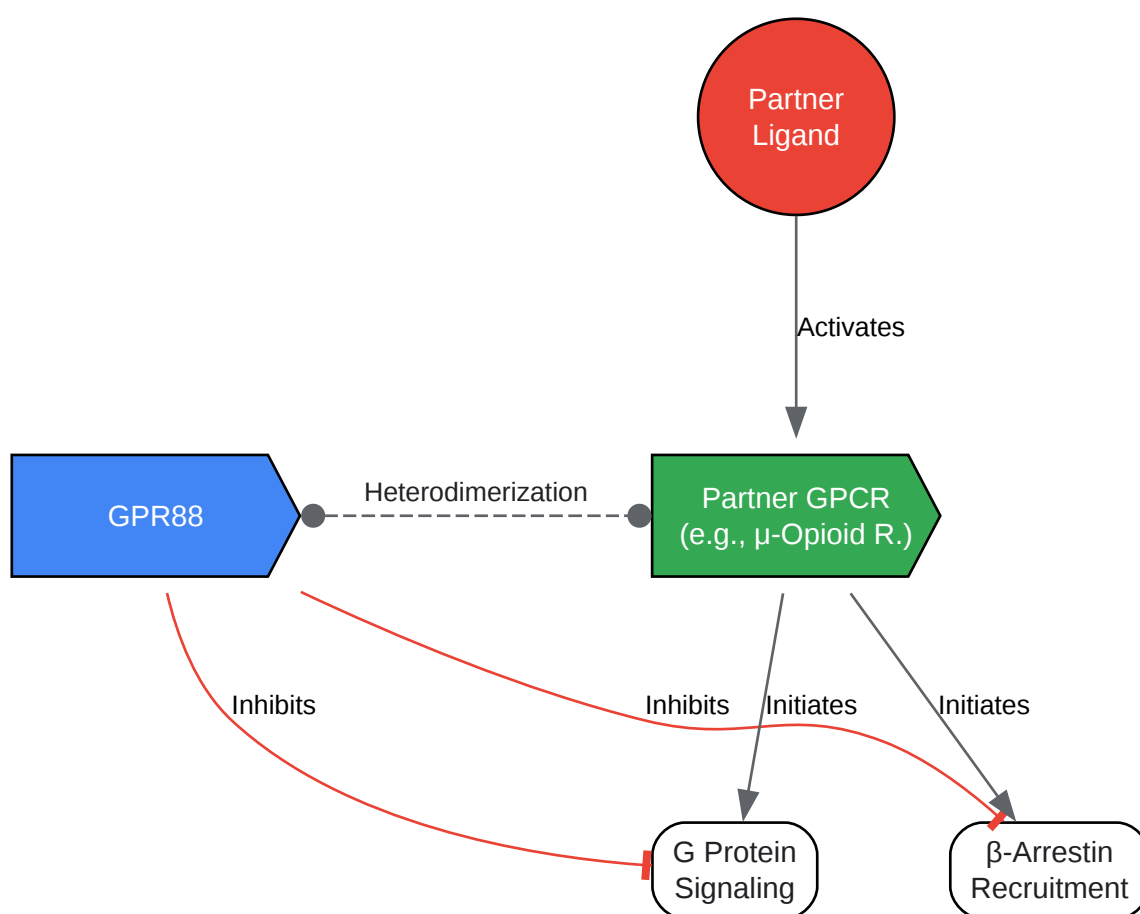 Partner
Ligand
Activates
GPR88
Heterodimerization
Partner GPCR
(e.g., μ-Opioid R.)
Inhibits
Inhibits
Initiates
Initiates
G Protein
Signaling
β-Arrestin
Recruitment